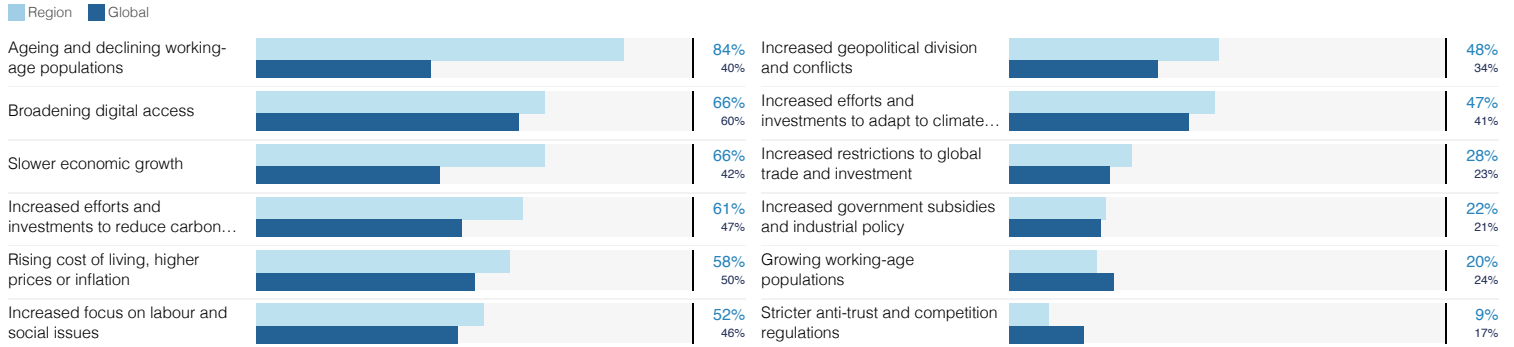 Region Global
Ageing and declining working-
age populations
84%
40%
Broadening digital access
66%
60%
Slower economic growth
66%
42%
Increased efforts and
investments to reduce carbon…
61%
47%
Rising cost of living, higher
prices or inflation
58%
50%
Increased focus on labour and
social issues
52%
46%
Increased geopolitical division
and conflicts
48%
34%
Increased efforts and
investments to adapt to climate…
47%
41%
Increased restrictions to global
trade and investment
28%
23%
Increased government subsidies
and industrial policy
22%
21%
Growing working-age
populations
20%
24%
Stricter anti-trust and competition
regulations
9%
17%